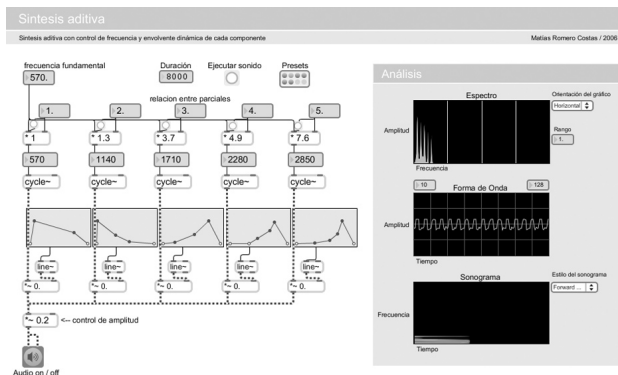 Sintesis aditiva
Sintesis aditiva con control de frecuencia y envolvente dinámica de cada componente
Matías Romero Costas / 2006
frecuencia fundamental
Duración
Ejecutar sonido
Presets
570.
8000
relacion entre parciales
1.
2.
3.
4.
5.
* 1
* 1.3
* 3.7
* 4.9
* 7.6
570
1140
1710
2280
2850
cycle~
cycle~
cycle~
cycle~
cycle~
line~
line~
line~
line~
line~
*~ 0.
*~ 0.
*~ 0.
*~ 0.
*~ 0.
*~ 0.2
<-- control de amplitud
Audio on / off
Análisis
Espectro
Orientación del gráfico
Horizontal
Rango
1.
Amplitud
Frecuencia
10
Forma de Onda
128
Amplitud
Tiempo
Sonograma
Estilo del sonograma
Forward ...
Frecuencia
Tiempo